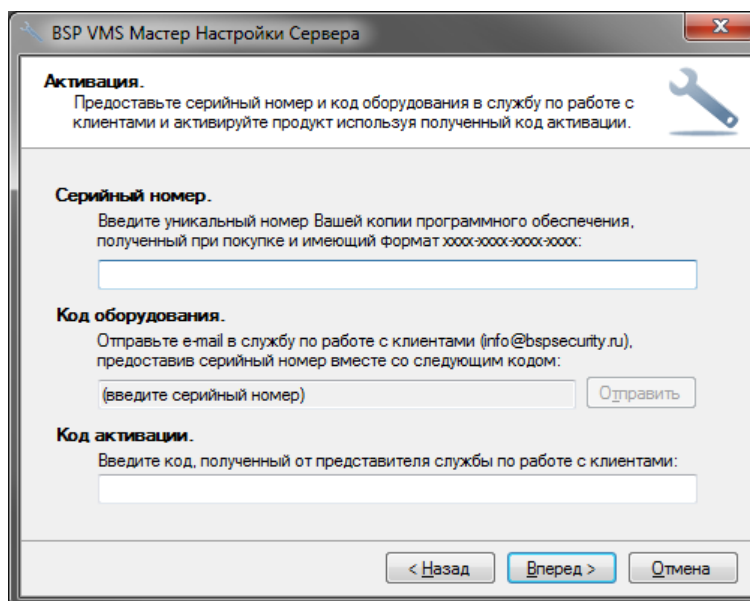 BSP VMS Мастер Настройки Сервера
Активация.
Предоставьте серийный номер и код оборудования в службу по работе с
клиентами и активируйте продукт используя полученный код активации.
Серийный номер.
Введите уникальный номер Вашей копии программного обеспечения,
полученный при покупке и имеющий формат xxxx-xxxx-xxxx-xxxx:
Код оборудования.
Отправьте e-mail в службу по работе с клиентами (info@bspsecurity.ru),
предоставив серийный номер вместе со следующим кодом:
(введите серийный номер)
Отправить
Код активации.
Введите код, полученный от представителя службы по работе с клиентами:
< Назад
Вперед >
Отмена